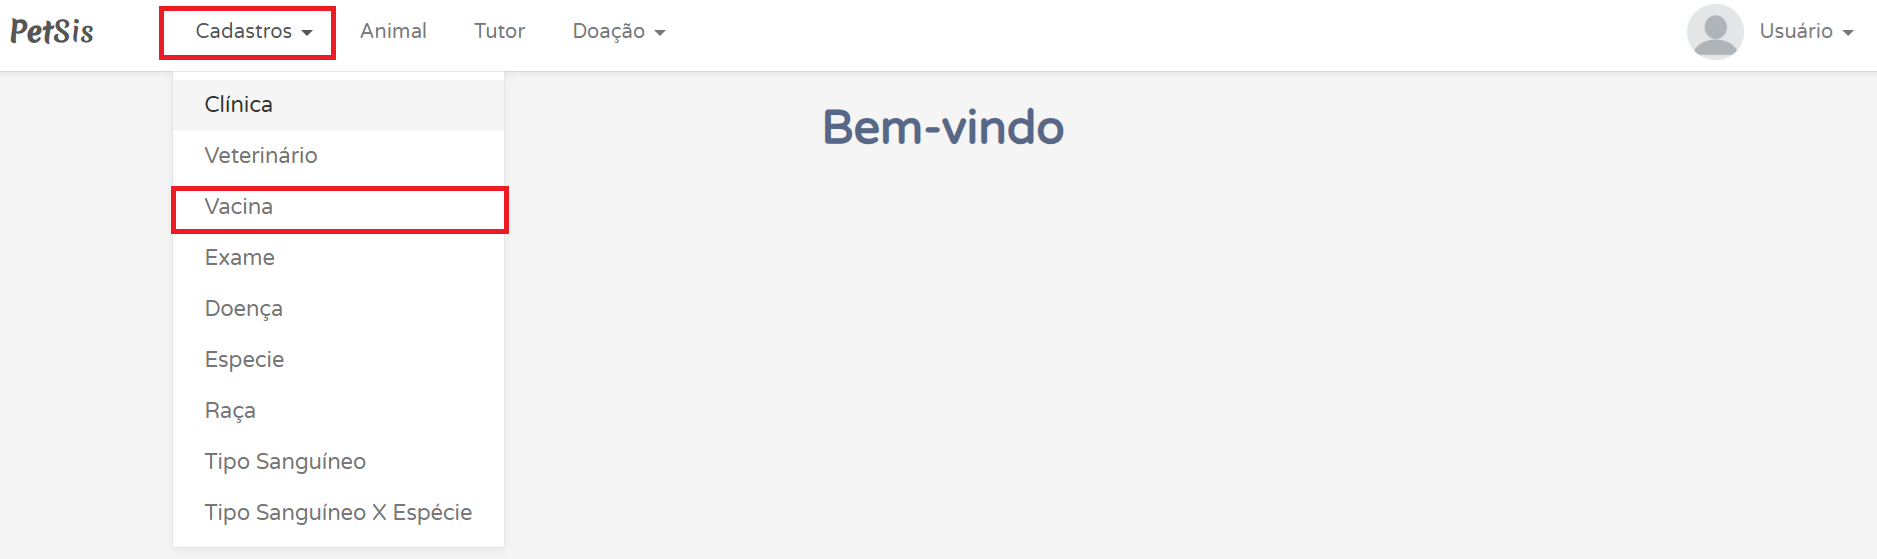 PetSis Cadastros Animal Tutor Doação Usuário
Clínica
Bem-vindo
Veterinário
Vacina
Exame
Doença
Especie
Raça
Tipo Sanguíneo
Tipo Sanguíneo X Espécie